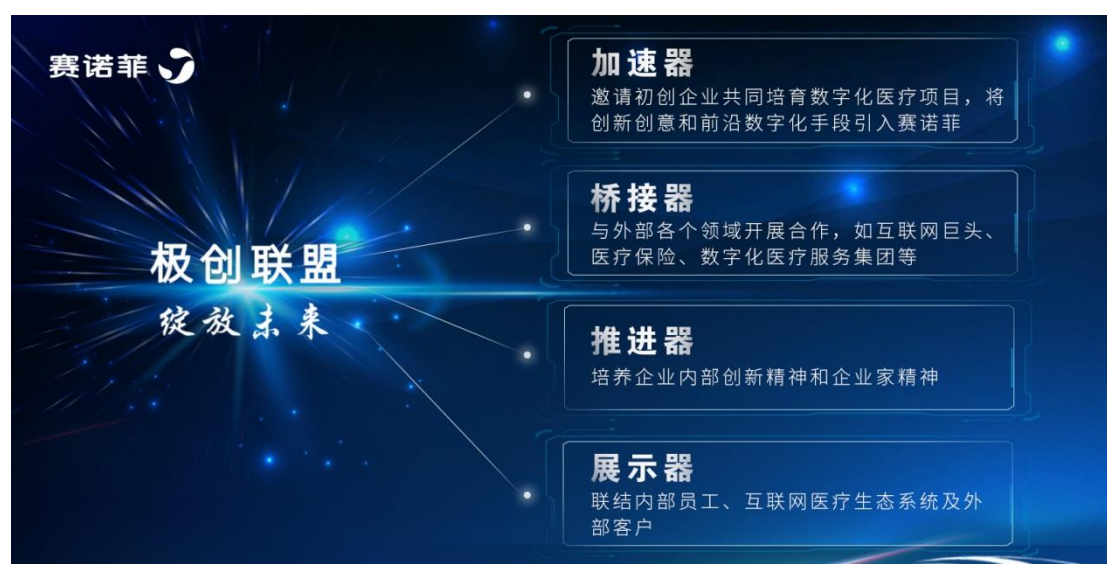 赛诺菲
极创联盟
绽放未来
加速器
邀请初创企业共同培育数字化医疗项目，将
创新创意和前沿数字化手段引入赛诺菲
桥接器
与外部各个领域开展合作，如互联网巨头、
医疗保险、数字化医疗服务集团等
推进器
培养企业内部创新精神和企业家精神
展示器
联结内部员工、互联网医疗生态系统及外
部客户